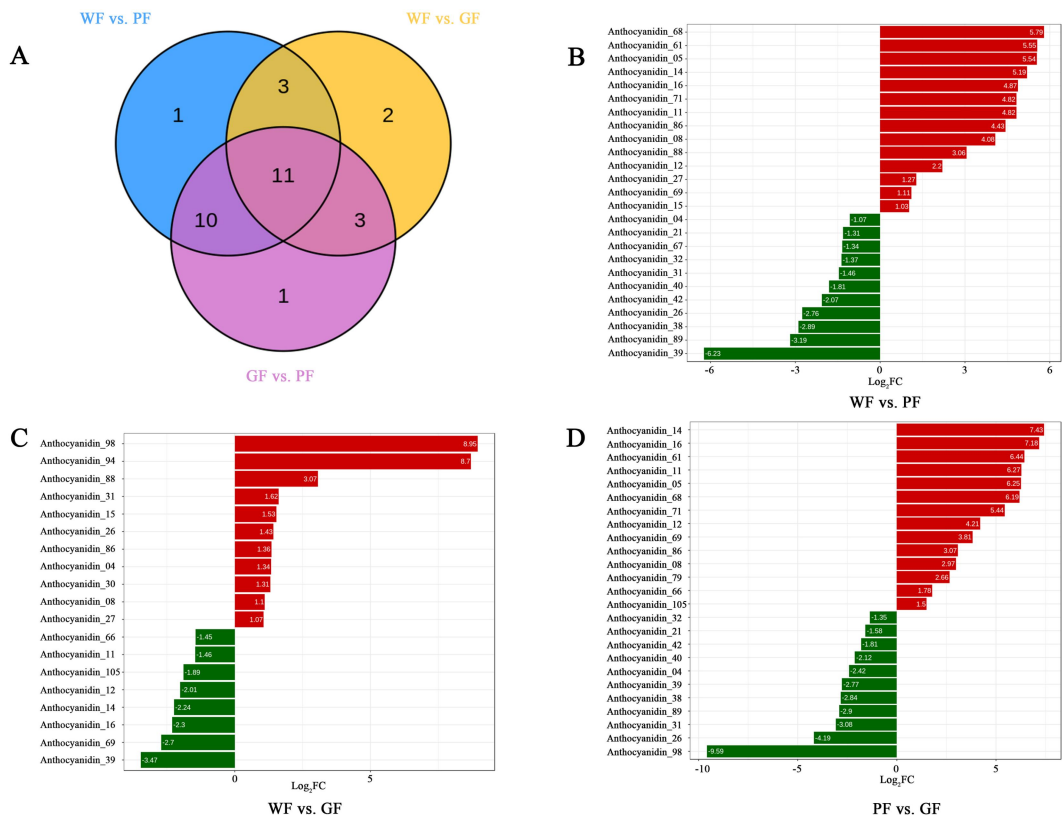 WF vs. PF
WF vs. GF
A
3
1
2
11
10
3
1
GF vs. PF
B
Anthocyanidin_68 5.79
Anthocyanidin_61 5.55
Anthocyanidin_05 5.54
Anthocyanidin_14 5.19
Anthocyanidin_16 4.87
Anthocyanidin_71 4.82
Anthocyanidin_11 4.82
Anthocyanidin_86 4.43
Anthocyanidin_08 4.08
Anthocyanidin_88 3.06
Anthocyanidin_12 2.2
Anthocyanidin_27 1.27
Anthocyanidin_69 1.11
Anthocyanidin_15 1.03
Anthocyanidin_04 -1.07
Anthocyanidin_21 -1.31
Anthocyanidin_67 -1.34
Anthocyanidin_32 -1.37
Anthocyanidin_31 -1.46
Anthocyanidin_40 -1.81
Anthocyanidin_42 -2.07
Anthocyanidin_26 -2.76
Anthocyanidin_38 -2.89
Anthocyanidin_89 -3.19
Anthocyanidin_39 -6.23
-6 -3 0 3 6
Log₂FC
WF vs. PF
C
Anthocyanidin_98 8.95
Anthocyanidin_94 8.7
Anthocyanidin_88 3.07
Anthocyanidin_31 1.62
Anthocyanidin_15 1.53
Anthocyanidin_26 1.43
Anthocyanidin_86 1.36
Anthocyanidin_04 1.34
Anthocyanidin_30 1.31
Anthocyanidin_08 1.1
Anthocyanidin_27 1.07
Anthocyanidin_66 -1.45
Anthocyanidin_11 -1.46
Anthocyanidin_105 -1.89
Anthocyanidin_12 -2.01
Anthocyanidin_14 -2.24
Anthocyanidin_16 -2.3
Anthocyanidin_69 -2.7
Anthocyanidin_39 -3.47
0 5
Log₂FC
WF vs. GF
D
Anthocyanidin_14 7.43
Anthocyanidin_16 7.18
Anthocyanidin_61 6.44
Anthocyanidin_11 6.27
Anthocyanidin_05 6.25
Anthocyanidin_68 6.19
Anthocyanidin_71 5.44
Anthocyanidin_12 4.21
Anthocyanidin_69 3.81
Anthocyanidin_86 3.07
Anthocyanidin_08 2.97
Anthocyanidin_79 2.66
Anthocyanidin_66 1.78
Anthocyanidin_105 1.5
Anthocyanidin_32 -1.35
Anthocyanidin_21 -1.58
Anthocyanidin_42 -1.81
Anthocyanidin_40 -2.12
Anthocyanidin_04 -2.42
Anthocyanidin_39 -2.77
Anthocyanidin_38 -2.84
Anthocyanidin_89 -2.9
Anthocyanidin_31 -3.08
Anthocyanidin_26 -4.19
Anthocyanidin_98 -9.59
-10 -5 0 5
Log₂FC
PF vs. GF